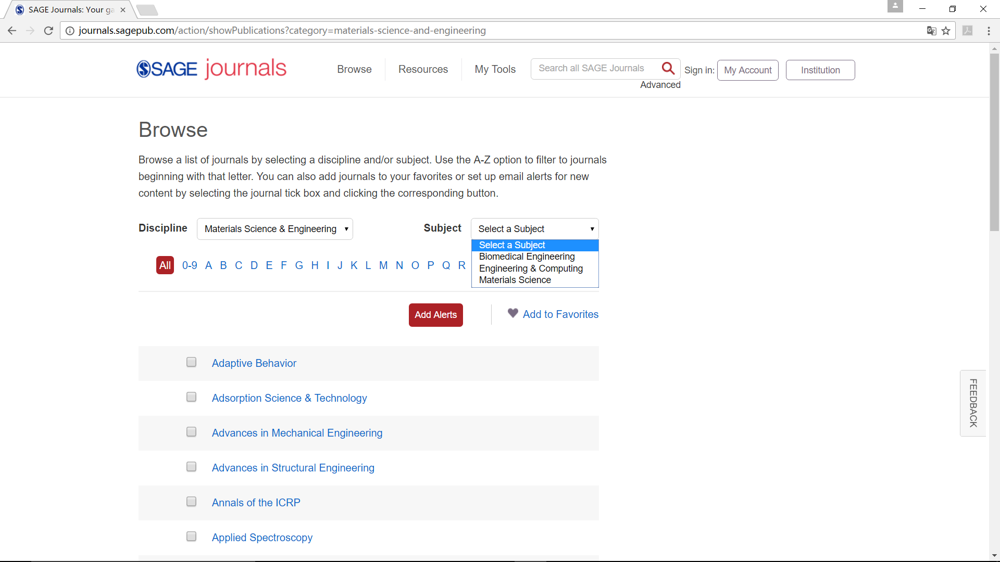 SAGE Journals: Your ga
journals.sagepub.com/action/showPublications?category=materials-science-and-engineering
SAGE journals
Browse
Resources
My Tools
Search all SAGE Journals
Sign in:
My Account
Institution
Advanced
Browse
Browse a list of journals by selecting a discipline and/or subject. Use the A-Z option to filter to journals
beginning with that letter. You can also add journals to your favorites or set up email alerts for new
content by selecting the journal tick box and clicking the corresponding button.
Discipline
Materials Science & Engineering
Subject
Select a Subject
Select a Subject
Biomedical Engineering
Engineering & Computing
Materials Science
All 0-9 A B C D E F G H I J K L M N O P Q R
Add Alerts
Add to Favorites
Adaptive Behavior
Adsorption Science & Technology
Advances in Mechanical Engineering
Advances in Structural Engineering
Annals of the ICRP
Applied Spectroscopy
FEEDBACK